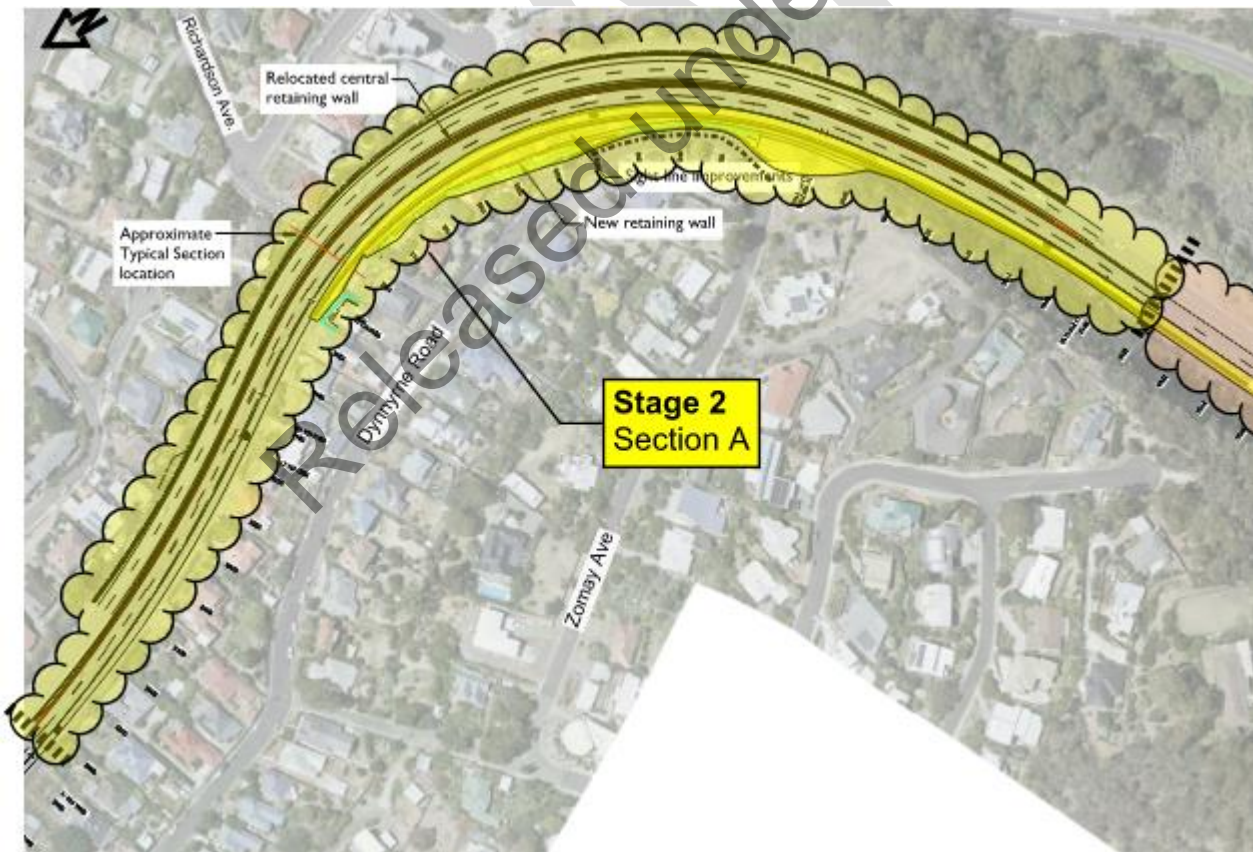 Richardson Ave.
Relocated central
retaining wall
Sight line improvements
New retaining wall
Approximate
Typical Section
location
Dynnyrne Road
Stage 2
Section A
Zomay Ave
Released unde